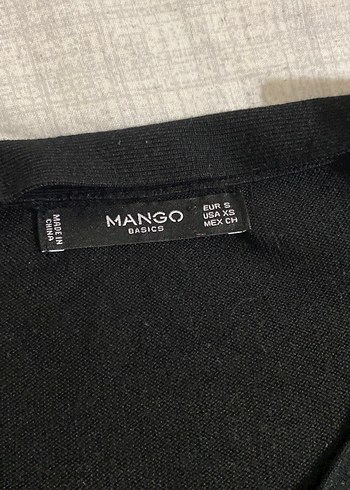 MADE IN
CHINA
MANGO
BASICS
EUR S
USA XS
MEX CH